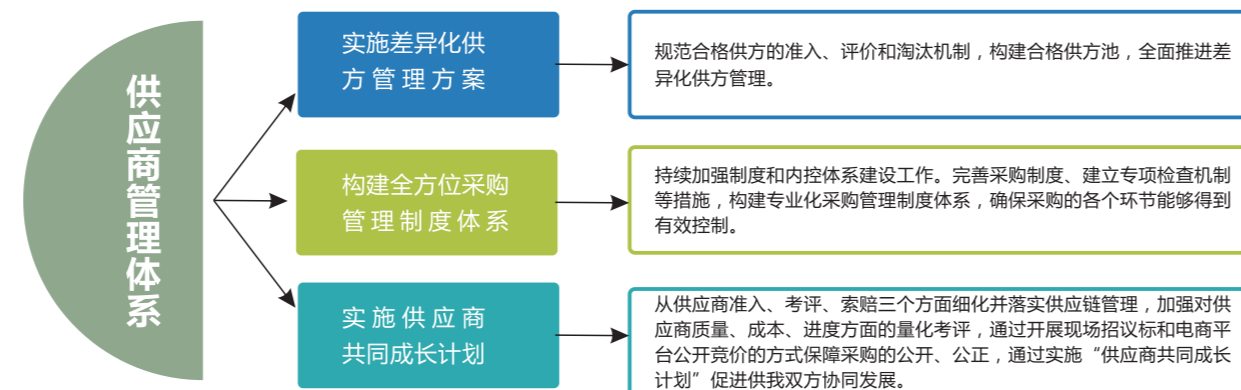 供应商管理体系
实施差异化供
方管理方案
规范合格供方的准入、评价和淘汰机制，构建合格供方池，全面推进差
异化供方管理。
构建全方位采购
管理制度体系
持续加强制度和内控体系建设工作。完善采购制度、建立专项检查机制
等措施，构建专业化采购管理制度体系，确保采购的各个环节能够得到
有效控制。
实施供应商
共同成长计划
从供应商准入、考评、索赔三个方面细化并落实供应链管理，加强对供
应商质量、成本、进度方面的量化考评，通过开展现场招议标和电商平
台公开竞价的方式保障采购的公开、公正，通过实施“供应商共同成长
计划”促进供我双方协同发展。